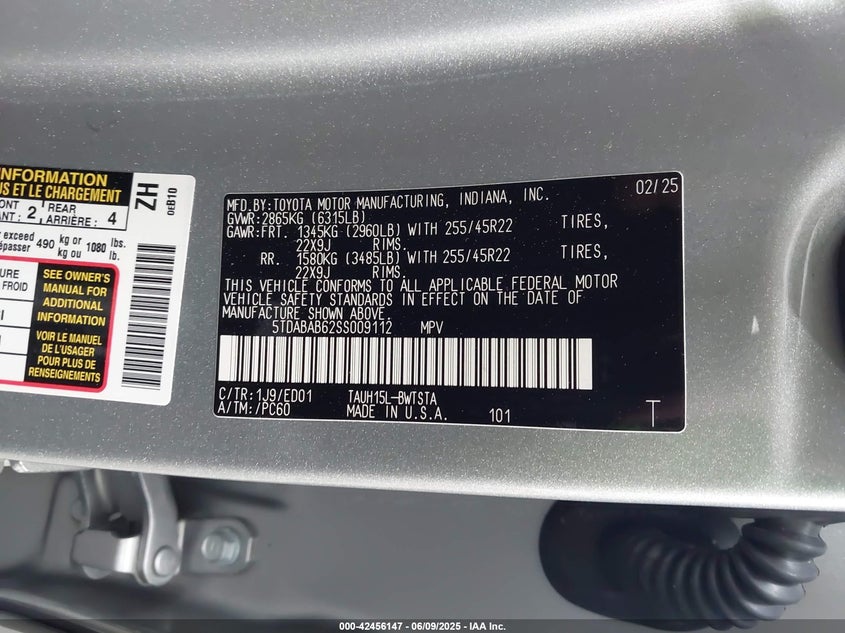 INFORMATION
US ET LE CHARGEMENT
2 REAR
ARRIÈRE: 4
exceed 490 kg or 1080 lbs.
kg ou lb.
FROID
SEE OWNER'S
MANUAL FOR
ADDITIONAL
INFORMATION
VOIR LE MANUEL
DE L'USAGER
POUR PLUS DE
RENSEIGNEMENTS
ZH
0EB10
MFD.BY:TOYOTA MOTOR MANUFACTURING, INDIANA, INC. 02/25
GVWR:2865KG (6315LB)
GAWR:FRT. 1345KG (2960LB) WITH 255/45R22 TIRES,
22X9J RIMS.
RR. 1580KG (3485LB) WITH 255/45R22 TIRES,
22X9J RIMS.
THIS VEHICLE CONFORMS TO ALL APPLICABLE FEDERAL MOTOR
VEHICLE SAFETY STANDARDS IN EFFECT ON THE DATE OF
MANUFACTURE SHOWN ABOVE.
5TDABAB62SS009112 MPV
C/TR:1J9/ED01 TAUH15L-BWTSTA
A/TM:/PC60 MADE IN U.S.A. 101 T
000-42456147 - 06/09/2025 - IAA Inc.